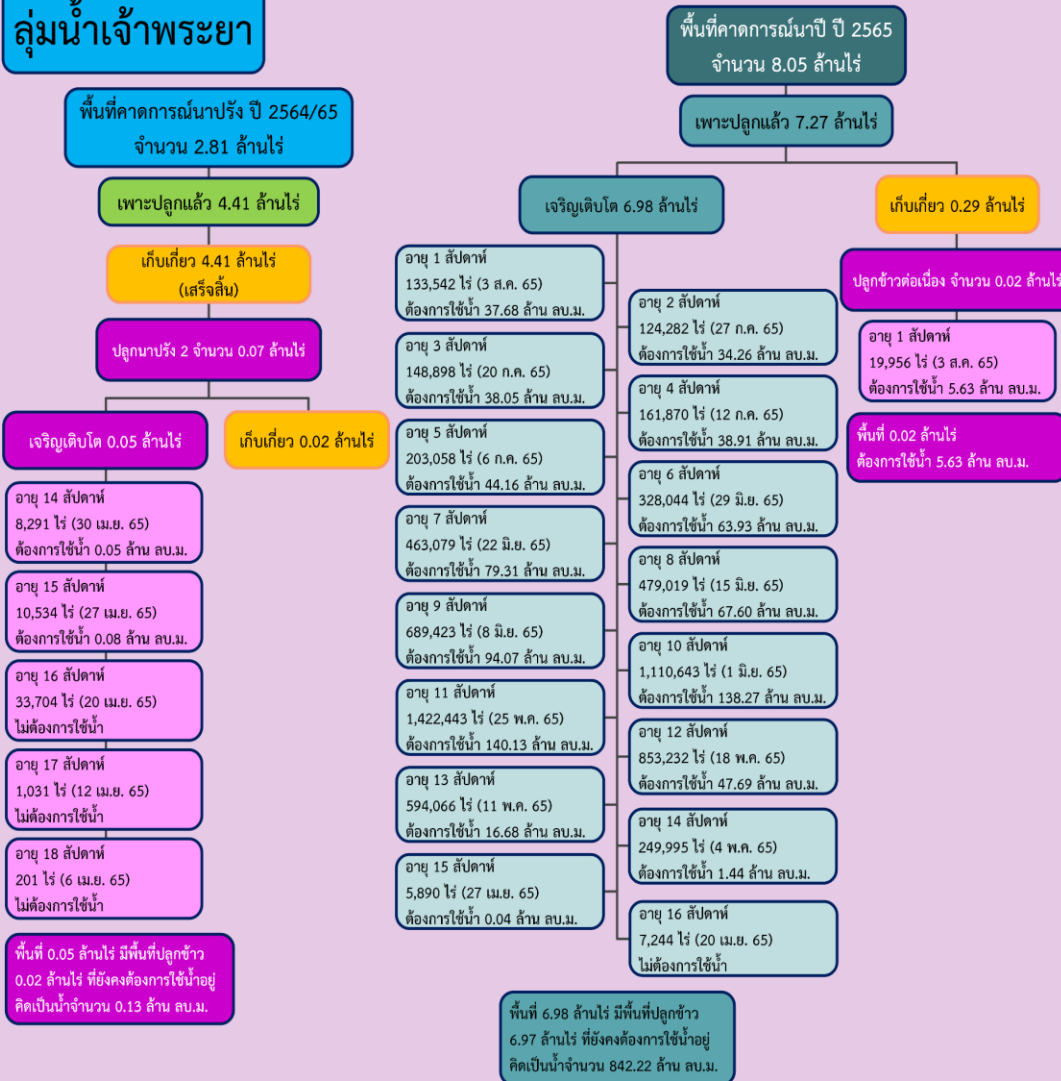 ลุ่มน้ำเจ้าพระยา
พื้นที่คาดการณ์นาปรัง ปี 2564/65
จำนวน 2.81 ล้านไร่
เพาะปลูกแล้ว 4.41 ล้านไร่
เก็บเกี่ยว 4.41 ล้านไร่
(เสร็จสิ้น)
ปลูกนาปรัง 2 จำนวน 0.07 ล้านไร่
เจริญเติบโต 0.05 ล้านไร่
เก็บเกี่ยว 0.02 ล้านไร่
อายุ 14 สัปดาห์
8,291 ไร่ (30 เม.ย. 65)
ต้องการใช้น้ำ 0.05 ล้าน ลบ.ม.
อายุ 15 สัปดาห์
10,534 ไร่ (27 เม.ย. 65)
ต้องการใช้น้ำ 0.08 ล้าน ลบ.ม.
อายุ 16 สัปดาห์
33,704 ไร่ (20 เม.ย. 65)
ไม่ต้องการใช้น้ำ
อายุ 17 สัปดาห์
1,031 ไร่ (12 เม.ย. 65)
ไม่ต้องการใช้น้ำ
อายุ 18 สัปดาห์
201 ไร่ (6 เม.ย. 65)
ไม่ต้องการใช้น้ำ
พื้นที่ 0.05 ล้านไร่ มีพื้นที่ปลูกข้าว
0.02 ล้านไร่ ที่ยังคงต้องการใช้น้ำอยู่
คิดเป็นน้ำจำนวน 0.13 ล้าน ลบ.ม.
พื้นที่คาดการณ์นาปี ปี 2565
จำนวน 8.05 ล้านไร่
เพาะปลูกแล้ว 7.27 ล้านไร่
เจริญเติบโต 6.98 ล้านไร่
อายุ 1 สัปดาห์
133,542 ไร่ (3 ส.ค. 65)
ต้องการใช้น้ำ 37.68 ล้าน ลบ.ม.
อายุ 2 สัปดาห์
124,282 ไร่ (27 ก.ค. 65)
ต้องการใช้น้ำ 34.26 ล้าน ลบ.ม.
อายุ 3 สัปดาห์
148,898 ไร่ (20 ก.ค. 65)
ต้องการใช้น้ำ 38.05 ล้าน ลบ.ม.
อายุ 4 สัปดาห์
161,870 ไร่ (12 ก.ค. 65)
ต้องการใช้น้ำ 38.91 ล้าน ลบ.ม.
อายุ 5 สัปดาห์
203,058 ไร่ (6 ก.ค. 65)
ต้องการใช้น้ำ 44.16 ล้าน ลบ.ม.
อายุ 6 สัปดาห์
328,044 ไร่ (29 มิ.ย. 65)
ต้องการใช้น้ำ 63.93 ล้าน ลบ.ม.
อายุ 7 สัปดาห์
463,079 ไร่ (22 มิ.ย. 65)
ต้องการใช้น้ำ 79.31 ล้าน ลบ.ม.
อายุ 8 สัปดาห์
479,019 ไร่ (15 มิ.ย. 65)
ต้องการใช้น้ำ 67.60 ล้าน ลบ.ม.
อายุ 9 สัปดาห์
689,423 ไร่ (8 มิ.ย. 65)
ต้องการใช้น้ำ 94.07 ล้าน ลบ.ม.
อายุ 10 สัปดาห์
1,110,643 ไร่ (1 มิ.ย. 65)
ต้องการใช้น้ำ 138.27 ล้าน ลบ.ม.
อายุ 11 สัปดาห์
1,422,443 ไร่ (25 พ.ค. 65)
ต้องการใช้น้ำ 140.13 ล้าน ลบ.ม.
อายุ 12 สัปดาห์
853,232 ไร่ (18 พ.ค. 65)
ต้องการใช้น้ำ 47.69 ล้าน ลบ.ม.
อายุ 13 สัปดาห์
594,066 ไร่ (11 พ.ค. 65)
ต้องการใช้น้ำ 16.68 ล้าน ลบ.ม.
อายุ 14 สัปดาห์
249,995 ไร่ (4 พ.ค. 65)
ต้องการใช้น้ำ 1.44 ล้าน ลบ.ม.
อายุ 15 สัปดาห์
5,890 ไร่ (27 เม.ย. 65)
ต้องการใช้น้ำ 0.04 ล้าน ลบ.ม.
อายุ 16 สัปดาห์
7,244 ไร่ (20 เม.ย. 65)
ไม่ต้องการใช้น้ำ
พื้นที่ 6.98 ล้านไร่ มีพื้นที่ปลูกข้าว
6.97 ล้านไร่ ที่ยังคงต้องการใช้น้ำอยู่
คิดเป็นน้ำจำนวน 842.22 ล้าน ลบ.ม.
เก็บเกี่ยว 0.29 ล้านไร่
ปลูกข้าวต่อเนื่อง จำนวน 0.02 ล้านไร่
อายุ 1 สัปดาห์
19,956 ไร่ (3 ส.ค. 65)
ต้องการใช้น้ำ 5.63 ล้าน ลบ.ม.
พื้นที่ 0.02 ล้านไร่
ต้องการใช้น้ำ 5.63 ล้าน ลบ.ม.